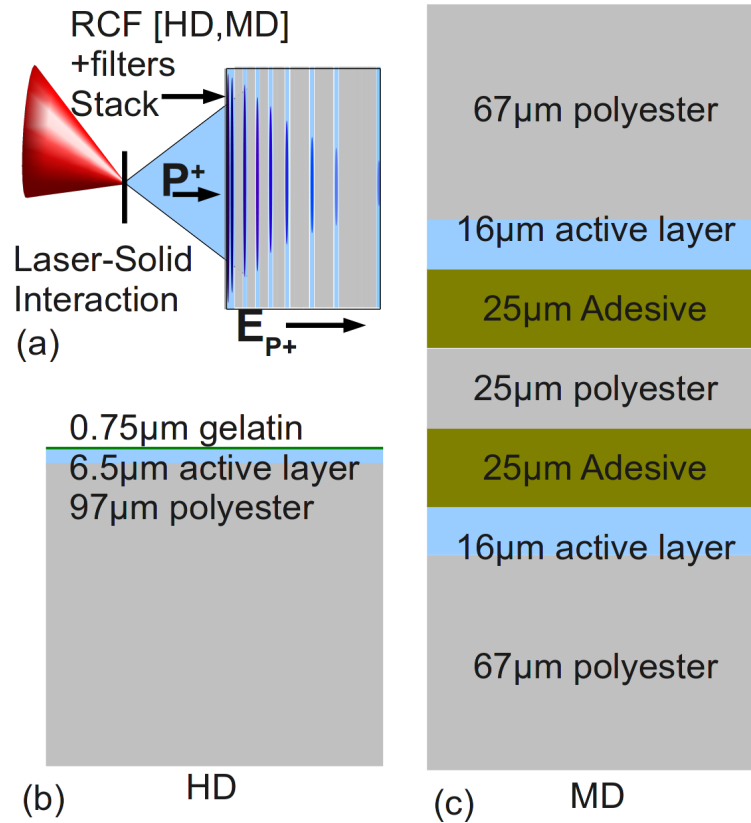 RCF [HD,MD]
+filters
Stack
P+
Laser-Solid
Interaction
EP+
(a)
0.75μm gelatin
6.5μm active layer
97μm polyester
HD
(b)
67μm polyester
16μm active layer
25μm Adesive
25μm polyester
25μm Adesive
16μm active layer
67μm polyester
MD
(c)